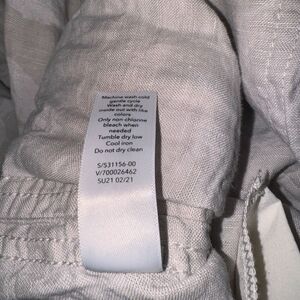 Machine wash cold
gentle cycle
Wash and dry
inside out with like
colors
Only non chlorine
bleach when
needed
Tumble dry low
Cool iron
Do not dry clean
S/531156-00
V/700026462
SU21 02/21